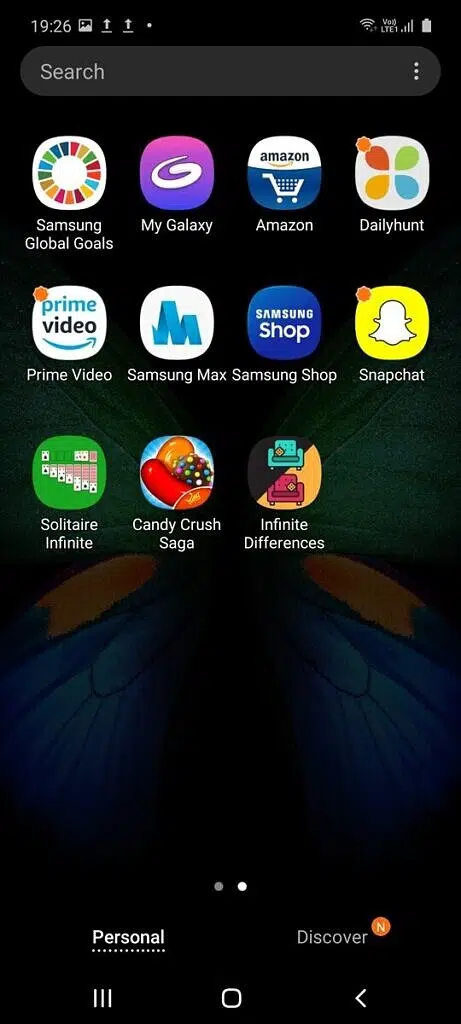 19:26
Vo))
LTE1
Search
Samsung
Global Goals
My Galaxy
amazon
Amazon
Dailyhunt
prime
video
Prime Video
Samsung Max
SAMSUNG
Shop
Samsung Shop
Snapchat
Solitaire
Infinite
Candy Crush
Saga
Infinite
Differences
Personal
Discover
N